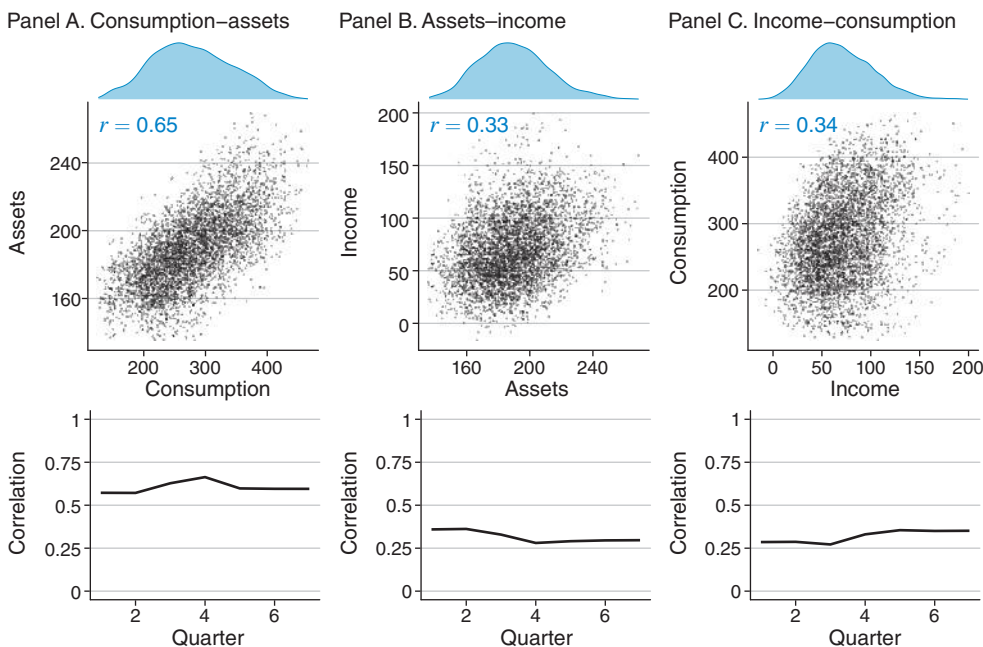 Panel A. Consumption–assets
Panel B. Assets–income
Panel C. Income–consumption
r = 0.65
Assets
240
200
160
200
300
400
Consumption
r = 0.33
Income
200
150
100
50
0
160
200
240
Assets
r = 0.34
Consumption
400
300
200
0
50
100
150
200
Income
Correlation
1
0.75
0.5
0.25
0
2
4
6
Quarter
Correlation
1
0.75
0.5
0.25
0
2
4
6
Quarter
Correlation
1
0.75
0.5
0.25
0
2
4
6
Quarter